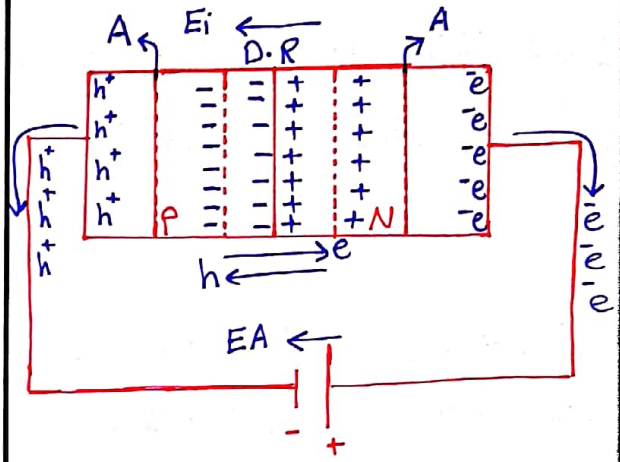 A Ei A
D.R
h⁺ - - + + -e
h⁺ - - + + -e
h⁺ - - + + -e
h⁺ - - + + -e
P - - + + N -e
h⁺ h⁺ h⁺
h e
-e -e -e
EA
- +